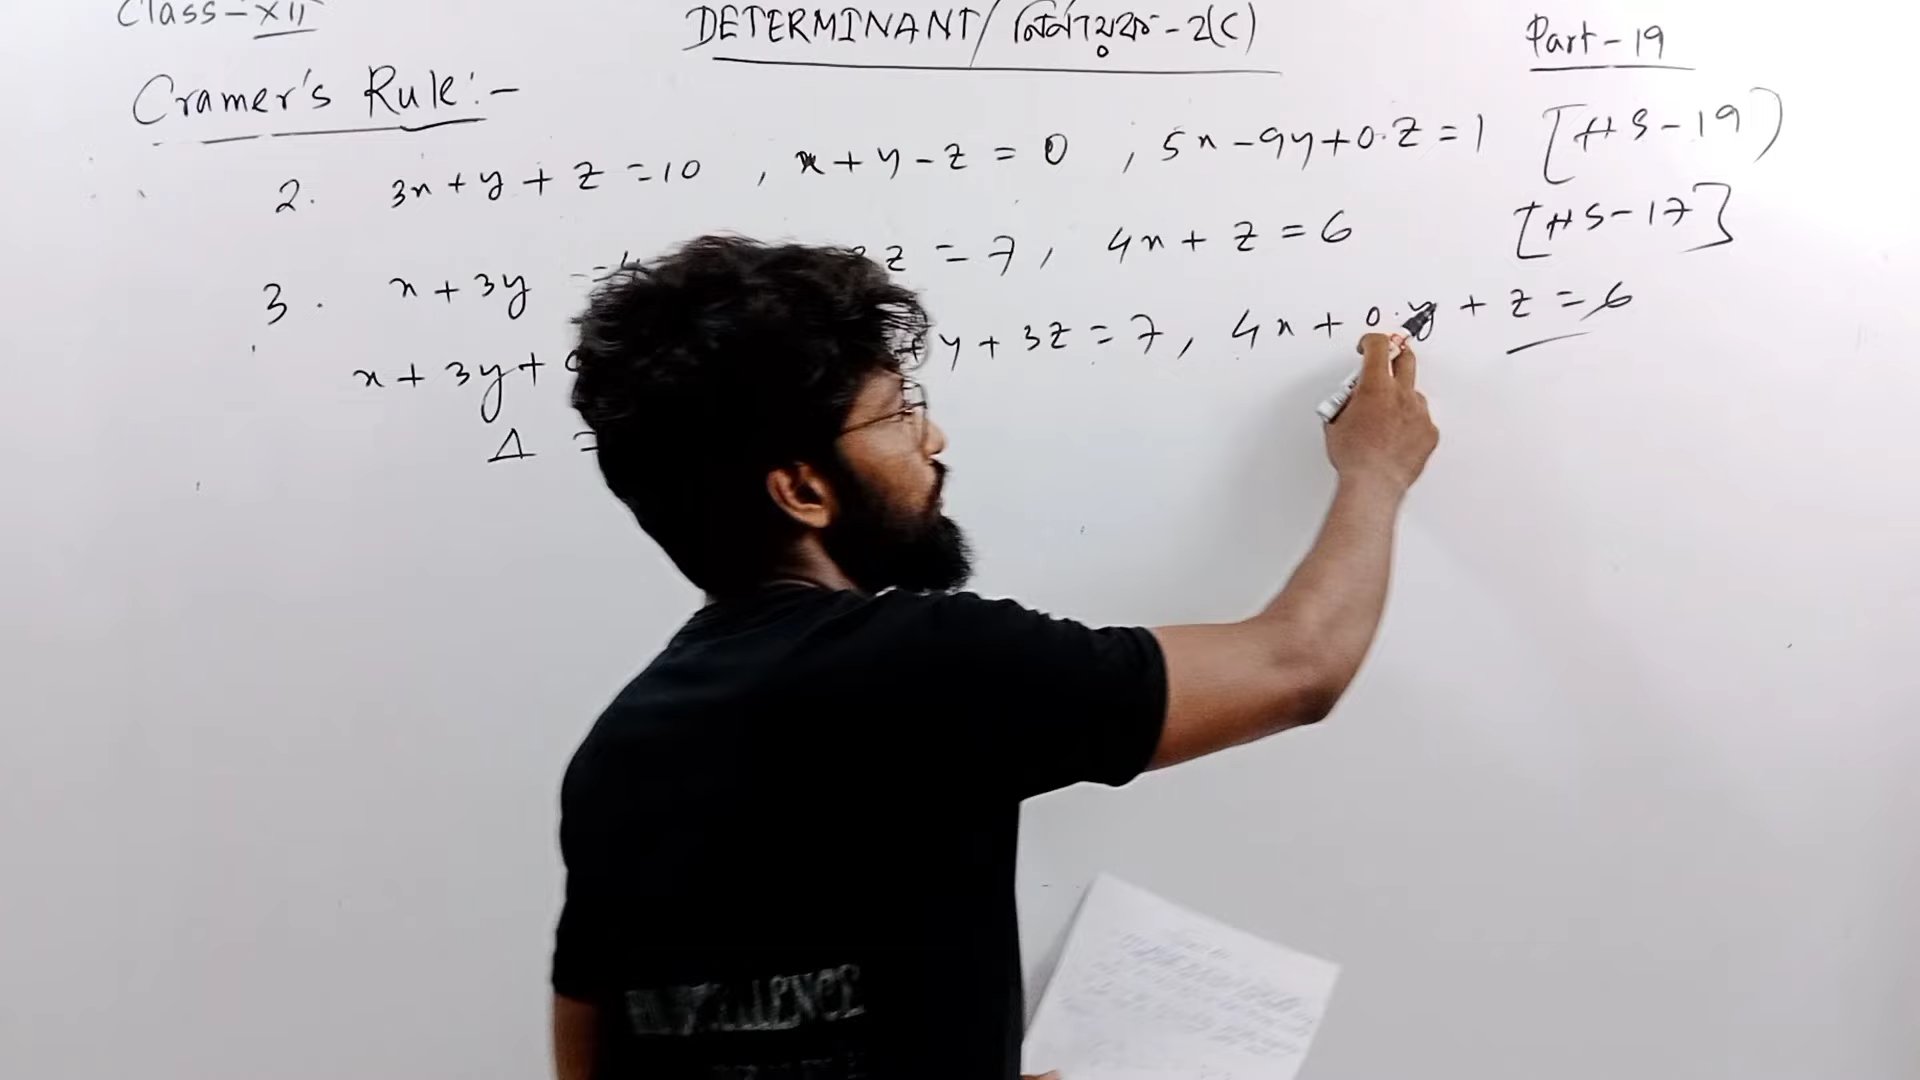 Class-XII
DETERMINANT/ নির্ণায়ক - 2(C)
Part-19
Cramer's Rule:-
2. 3x+y+z=10, x+y-z=0, 5x-9y+0.z=1 [HS-19]
3. x+3y =4 z=7, 4x+z=6 [HS-17]
x+3y+ +y+3z=7, 4x+0.y+z=6
Δ =